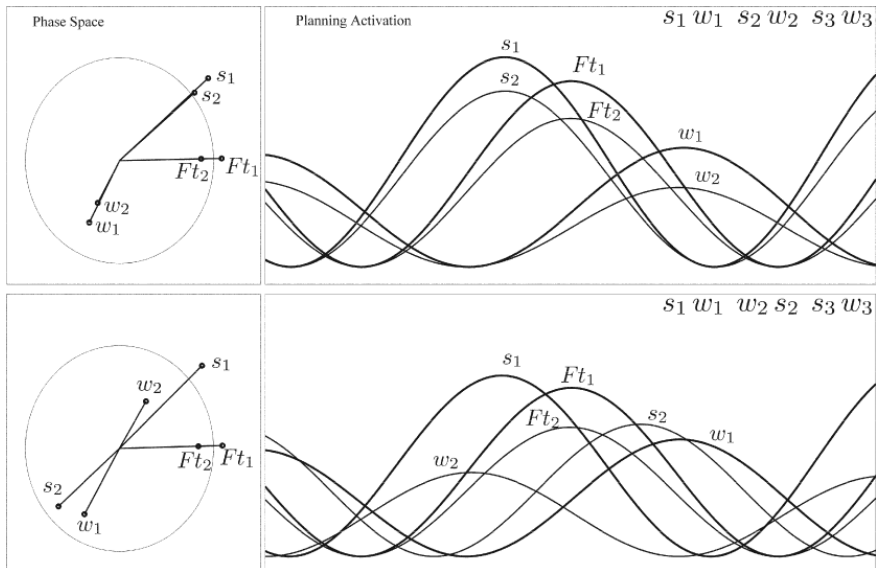 Phase Space
s₁
s₂
Ft₂ Ft₁
w₂
w₁
Planning Activation
s₁ w₁ s₂ w₂ s₃ w₃
s₁
Ft₁
s₂
Ft₂
w₁
w₂
s₁
w₂
Ft₂ Ft₁
s₂
w₁
s₁ w₁ w₂ s₂ s₃ w₃
s₁
Ft₁
Ft₂
s₂
w₁
w₂